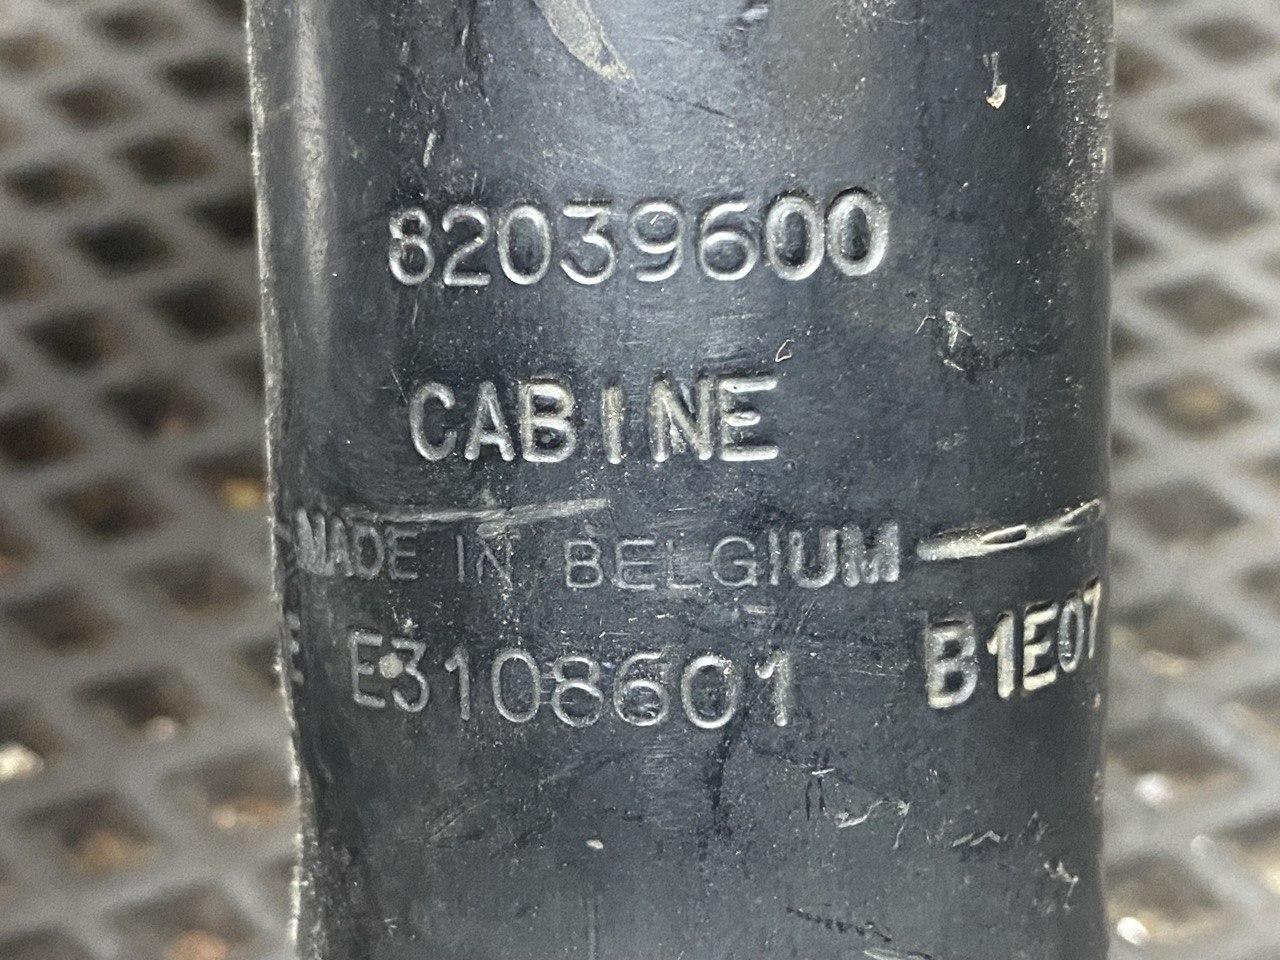 82039600
CABINE
MADE IN BELGIUM
E3108601 B1E07